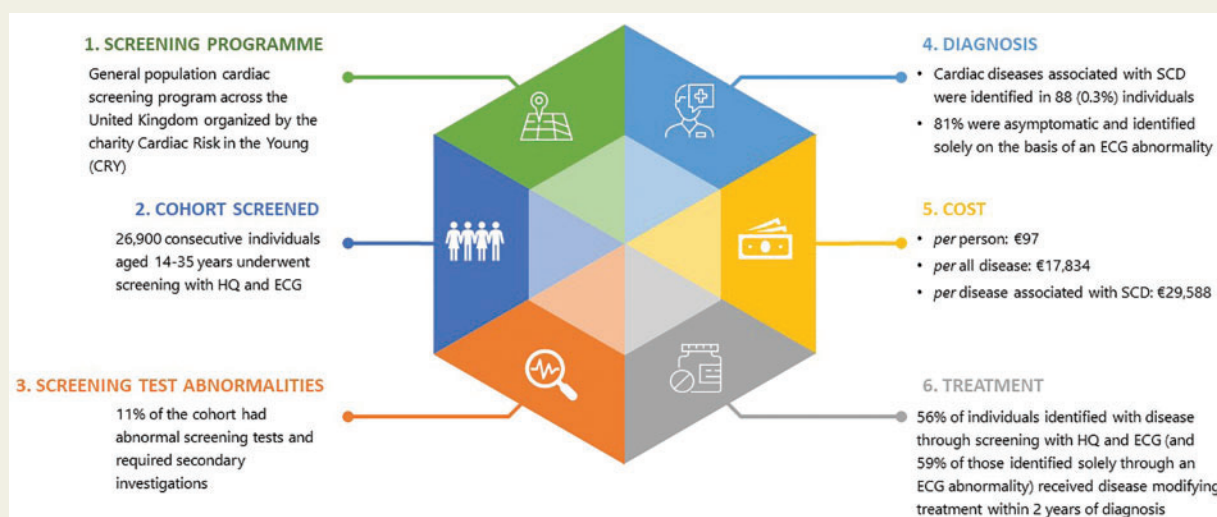 1. SCREENING PROGRAMME
General population cardiac
screening program across the
United Kingdom organized by the
charity Cardiac Risk in the Young
(CRY)
2. COHORT SCREENED
26,900 consecutive individuals
aged 14-35 years underwent
screening with HQ and ECG
3. SCREENING TEST ABNORMALITIES
11% of the cohort had
abnormal screening tests and
required secondary
investigations
4. DIAGNOSIS
• Cardiac diseases associated with SCD
were identified in 88 (0.3%) individuals
• 81% were asymptomatic and identified
solely on the basis of an ECG abnormality
5. COST
• per person: €97
• per all disease: €17,834
• per disease associated with SCD: €29,588
6. TREATMENT
56% of individuals identified with disease
through screening with HQ and ECG (and
59% of those identified solely through an
ECG abnormality) received disease modifying
treatment within 2 years of diagnosis